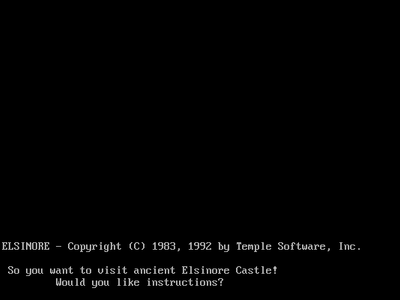 ELSINORE - Copyright (C) 1983, 1992 by Temple Software, Inc.
So you want to visit ancient Elsinore Castle!
Would you like instructions?